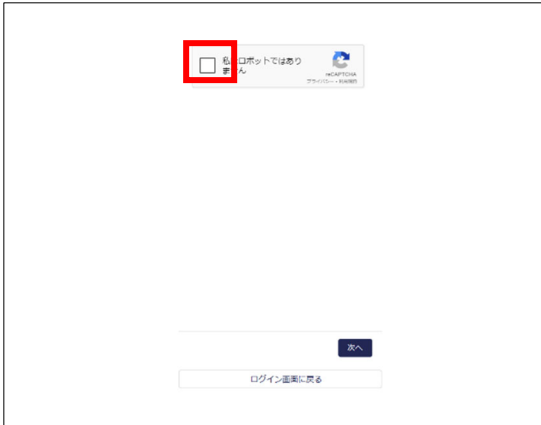 私はロボットではあり
ません
reCAPTCHA
プライバシー - 利用規約
次へ
ログイン画面に戻る